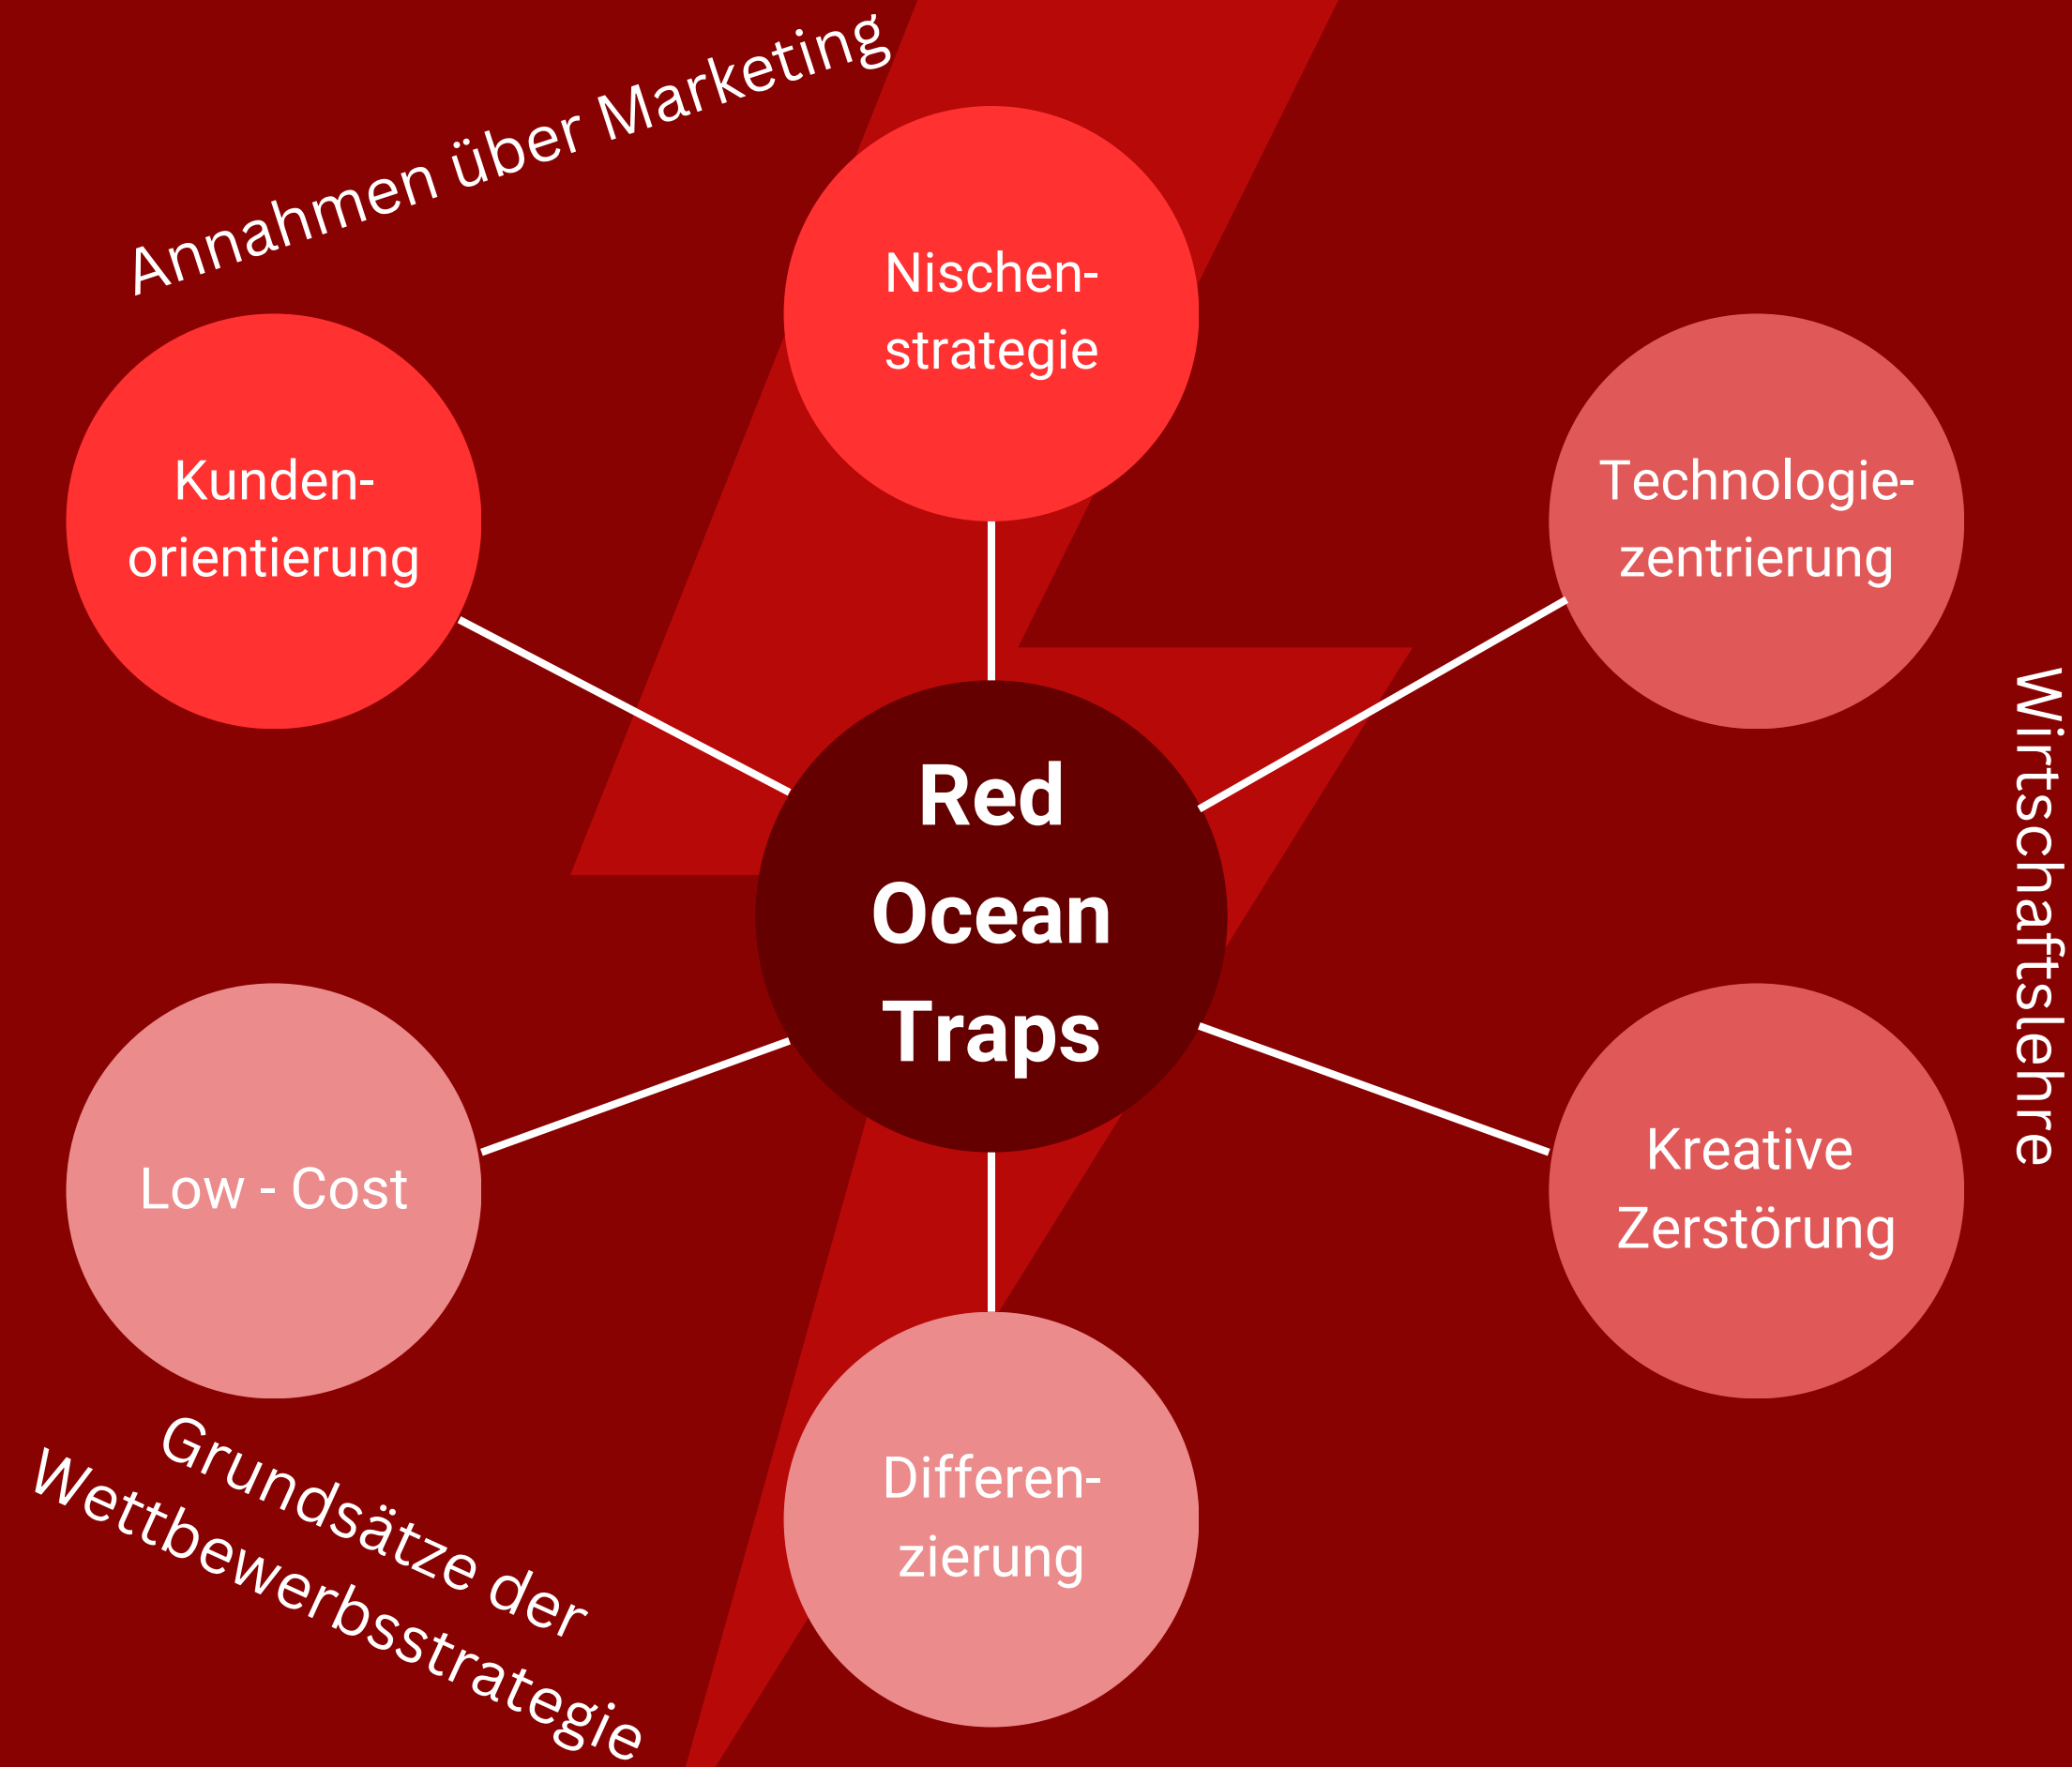 Annahmen über Marketing
Nischen-
strategie
Kunden-
orientierung
Technologie-
zentrierung
Wirtschaftslehre
Red
Ocean
Traps
Low - Cost
Kreative
Zerstörung
Differen-
zierung
Grundsätze der
Wettbewerbsstrategie